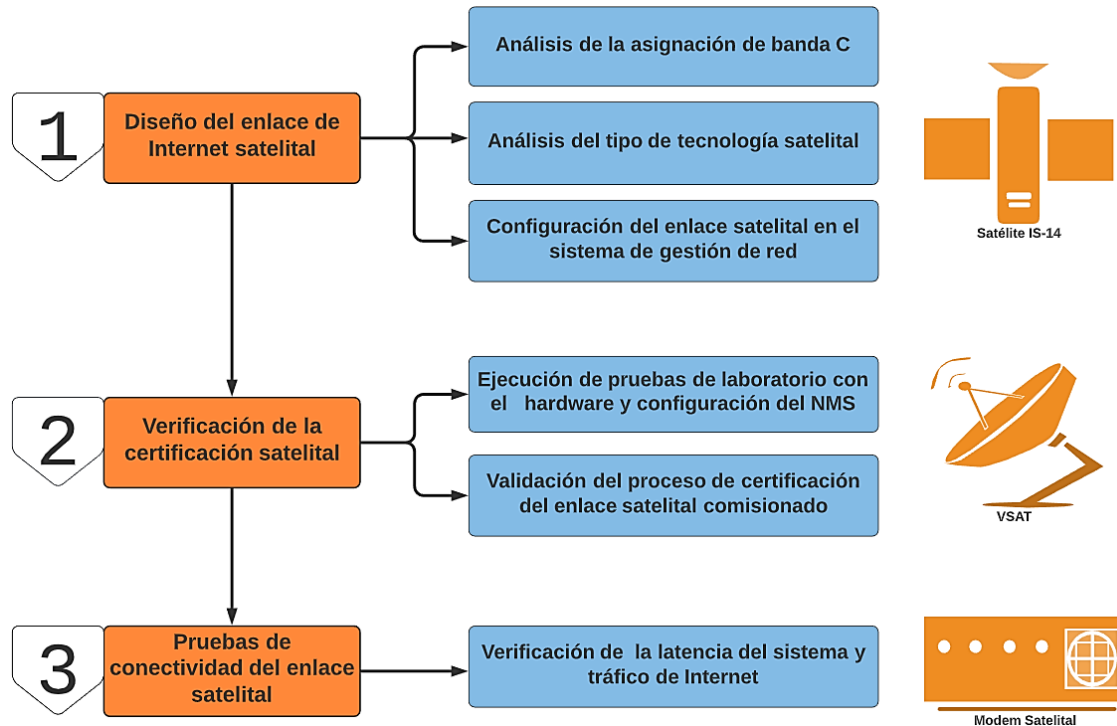 1
Diseño del enlace de
Internet satelital
Análisis de la asignación de banda C
Análisis del tipo de tecnología satelital
Configuración del enlace satelital en el
sistema de gestión de red
Satélite IS-14
2
Verificación de la
certificación satelital
Ejecución de pruebas de laboratorio con
el hardware y configuración del NMS
Validación del proceso de certificación
del enlace satelital comisionado
VSAT
3
Pruebas de
conectividad del enlace
satelital
Verificación de la latencia del sistema y
tráfico de Internet
Modem Satelital